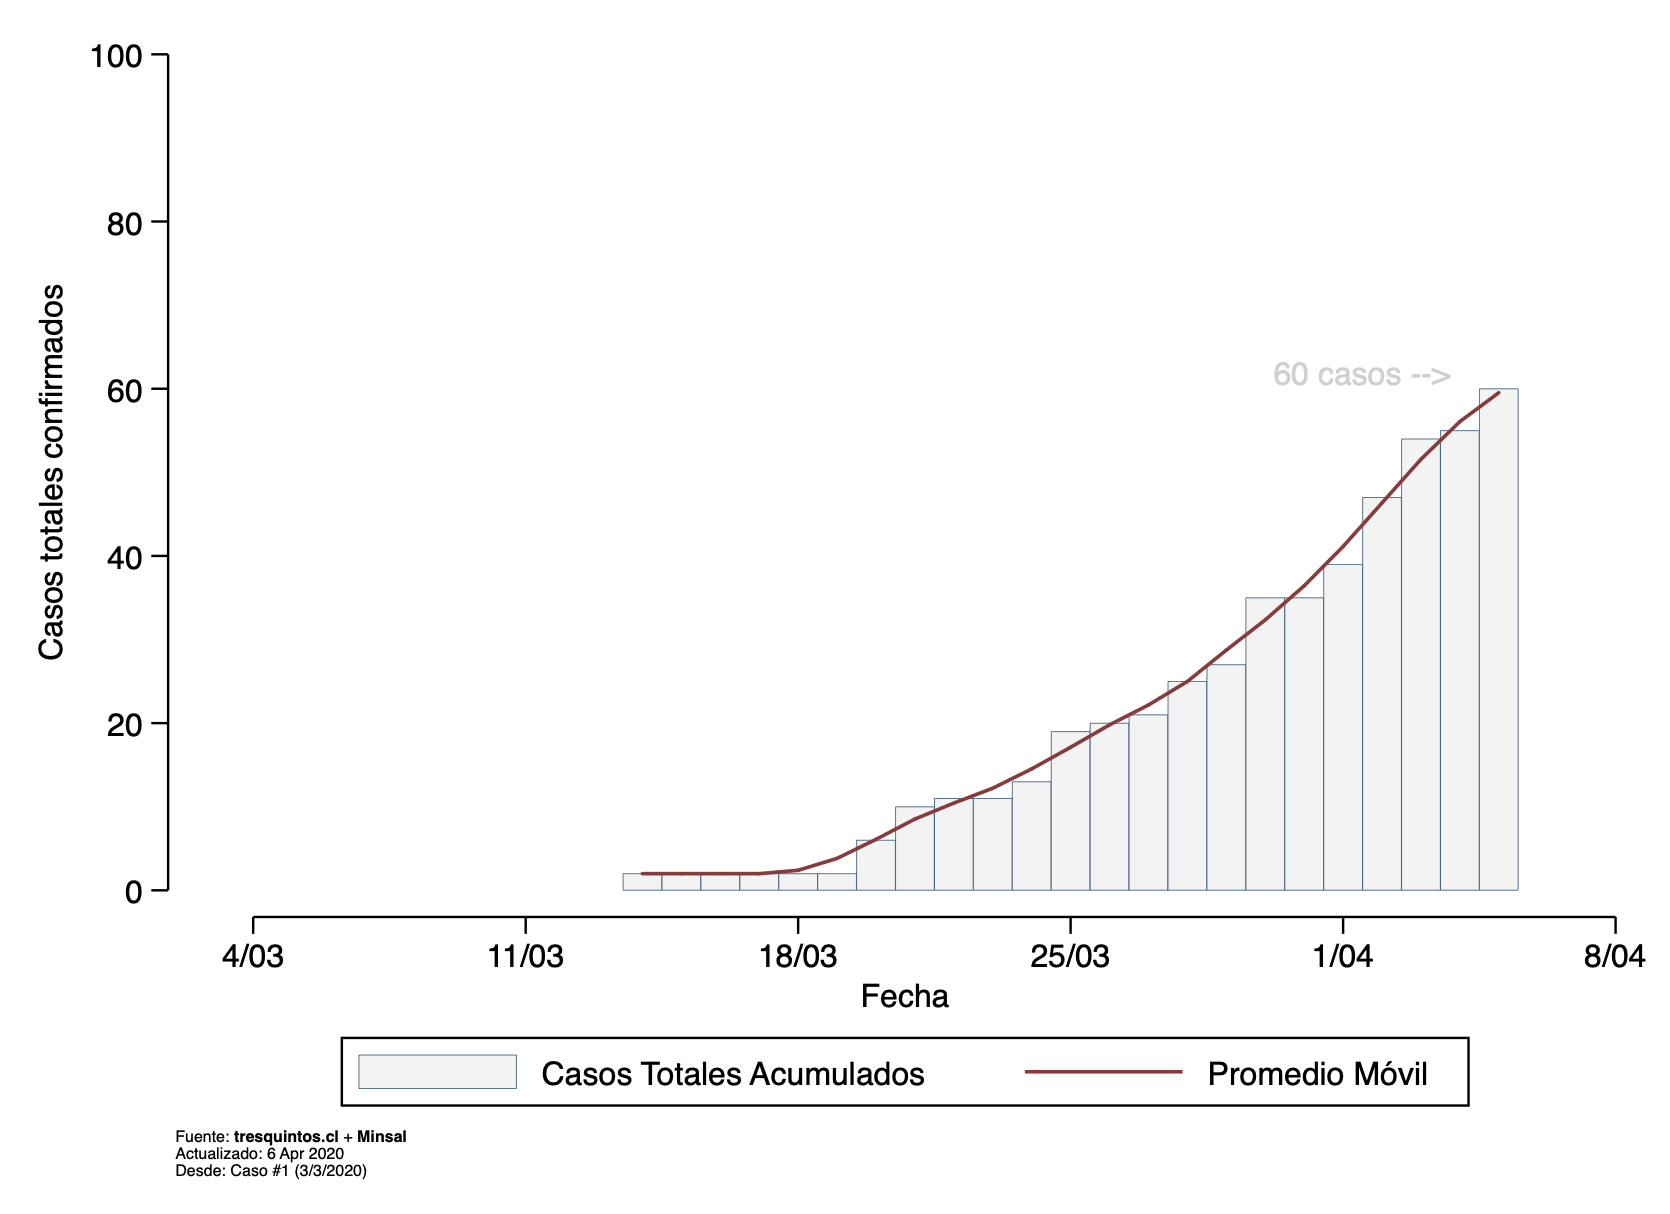 100
80
60
40
20
0
Casos totales confirmados
60 casos -->
4/03 11/03 18/03 25/03 1/04 8/04
Fecha
Casos Totales Acumulados Promedio Móvil
Fuente: tresquintos.cl + Minsal
Actualizado: 6 Apr 2020
Desde: Caso #1 (3/3/2020)